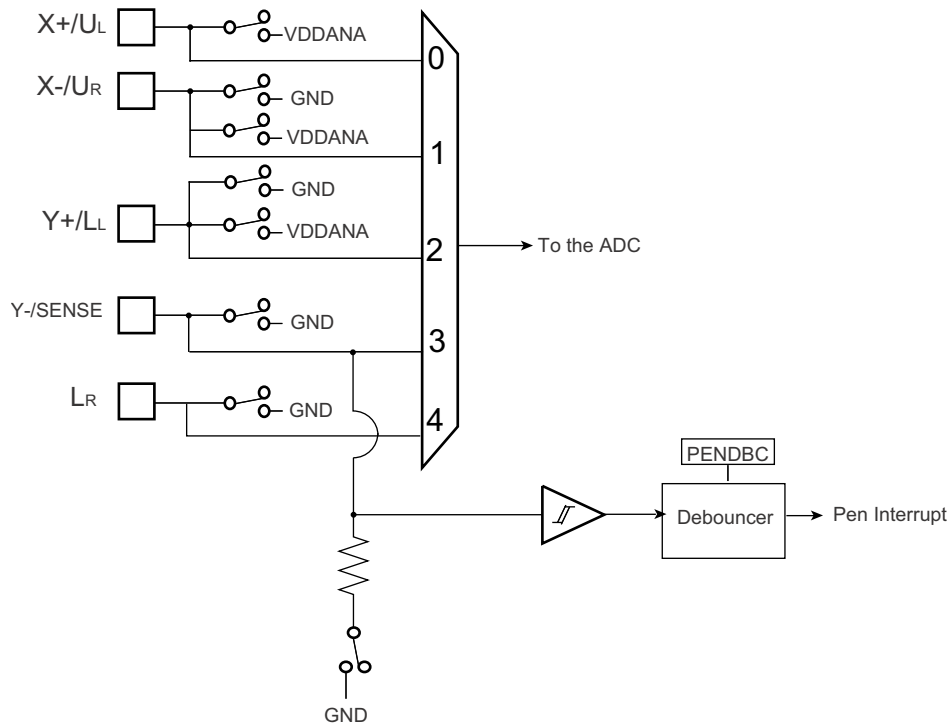 X+/UL
VDDANA
0
X-/UR
GND
VDDANA
1
GND
Y+/LL
VDDANA
2
To the ADC
Y-/SENSE
GND
3
LR
GND
4
PENDBC
Debouncer
Pen Interrupt
GND